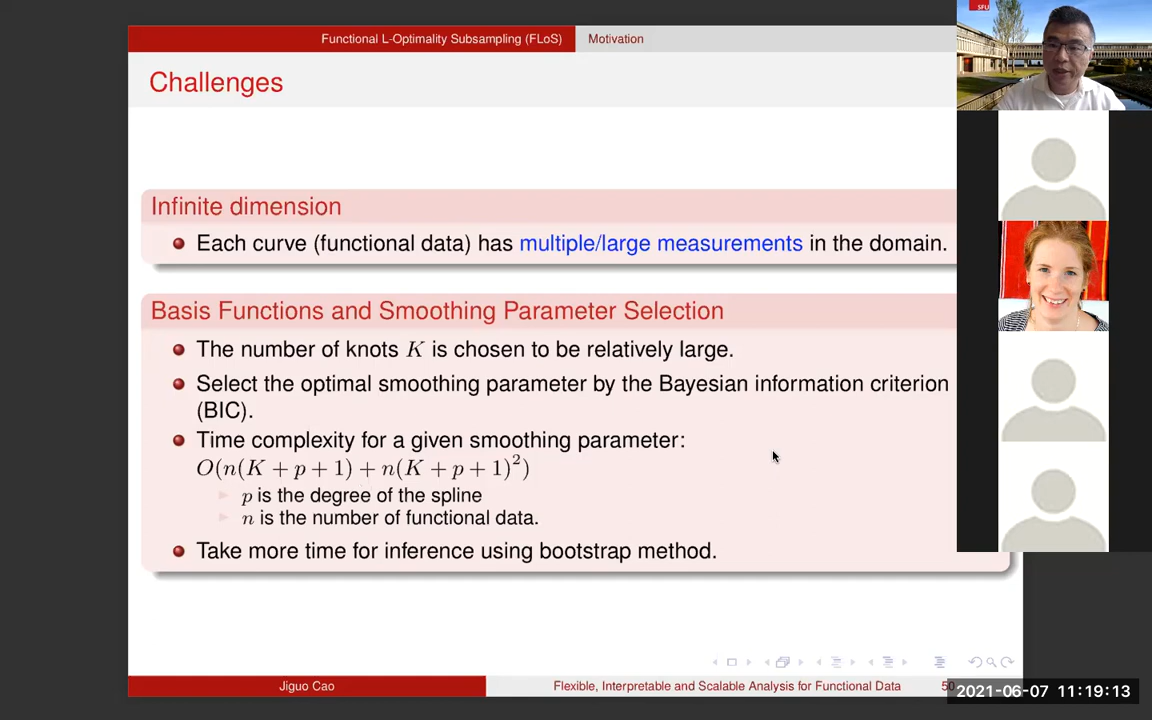 Functional L-Optimality Subsampling (FLoS) Motivation
SFU
Challenges
Infinite dimension
Each curve (functional data) has multiple/large measurements in the domain.
Basis Functions and Smoothing Parameter Selection
The number of knots K is chosen to be relatively large.
Select the optimal smoothing parameter by the Bayesian information criterion
(BIC).
Time complexity for a given smoothing parameter:
O(n(K + p + 1) + n(K + p + 1)²)
p is the degree of the spline
n is the number of functional data.
Take more time for inference using bootstrap method.
Jiguo Cao Flexible, Interpretable and Scalable Analysis for Functional Data
2021-06-07 11:19:13